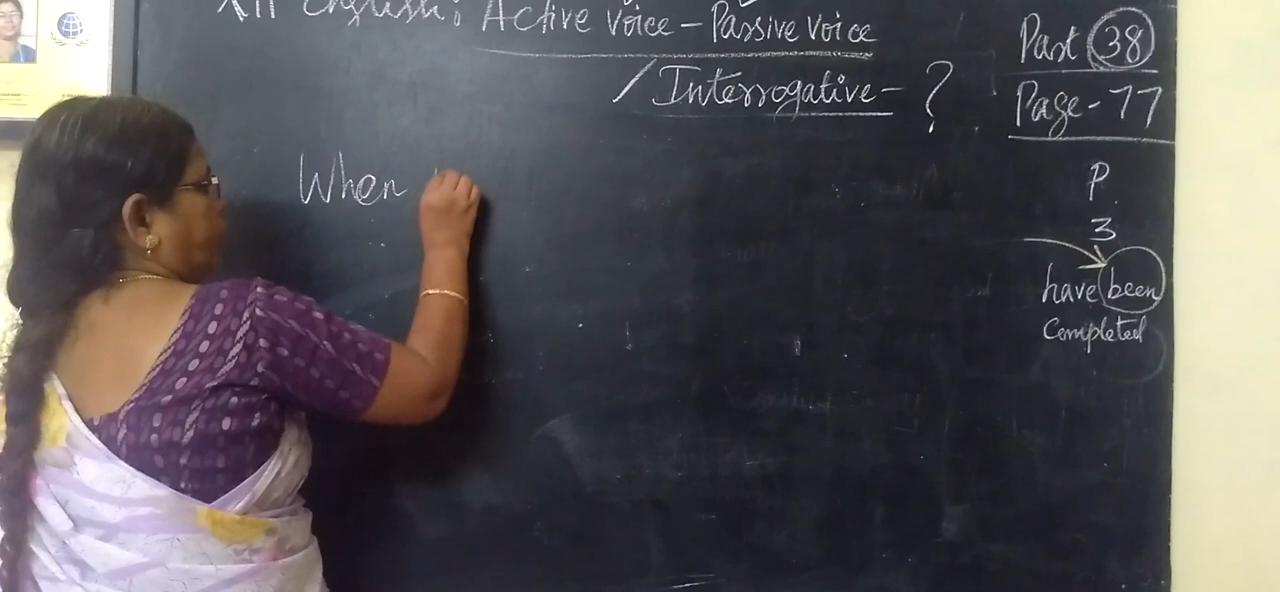 XII English: Active Voice - Passive Voice
/ Interrogative - ?
Part 38
Page - 77
When
P.
3
have been
Completed